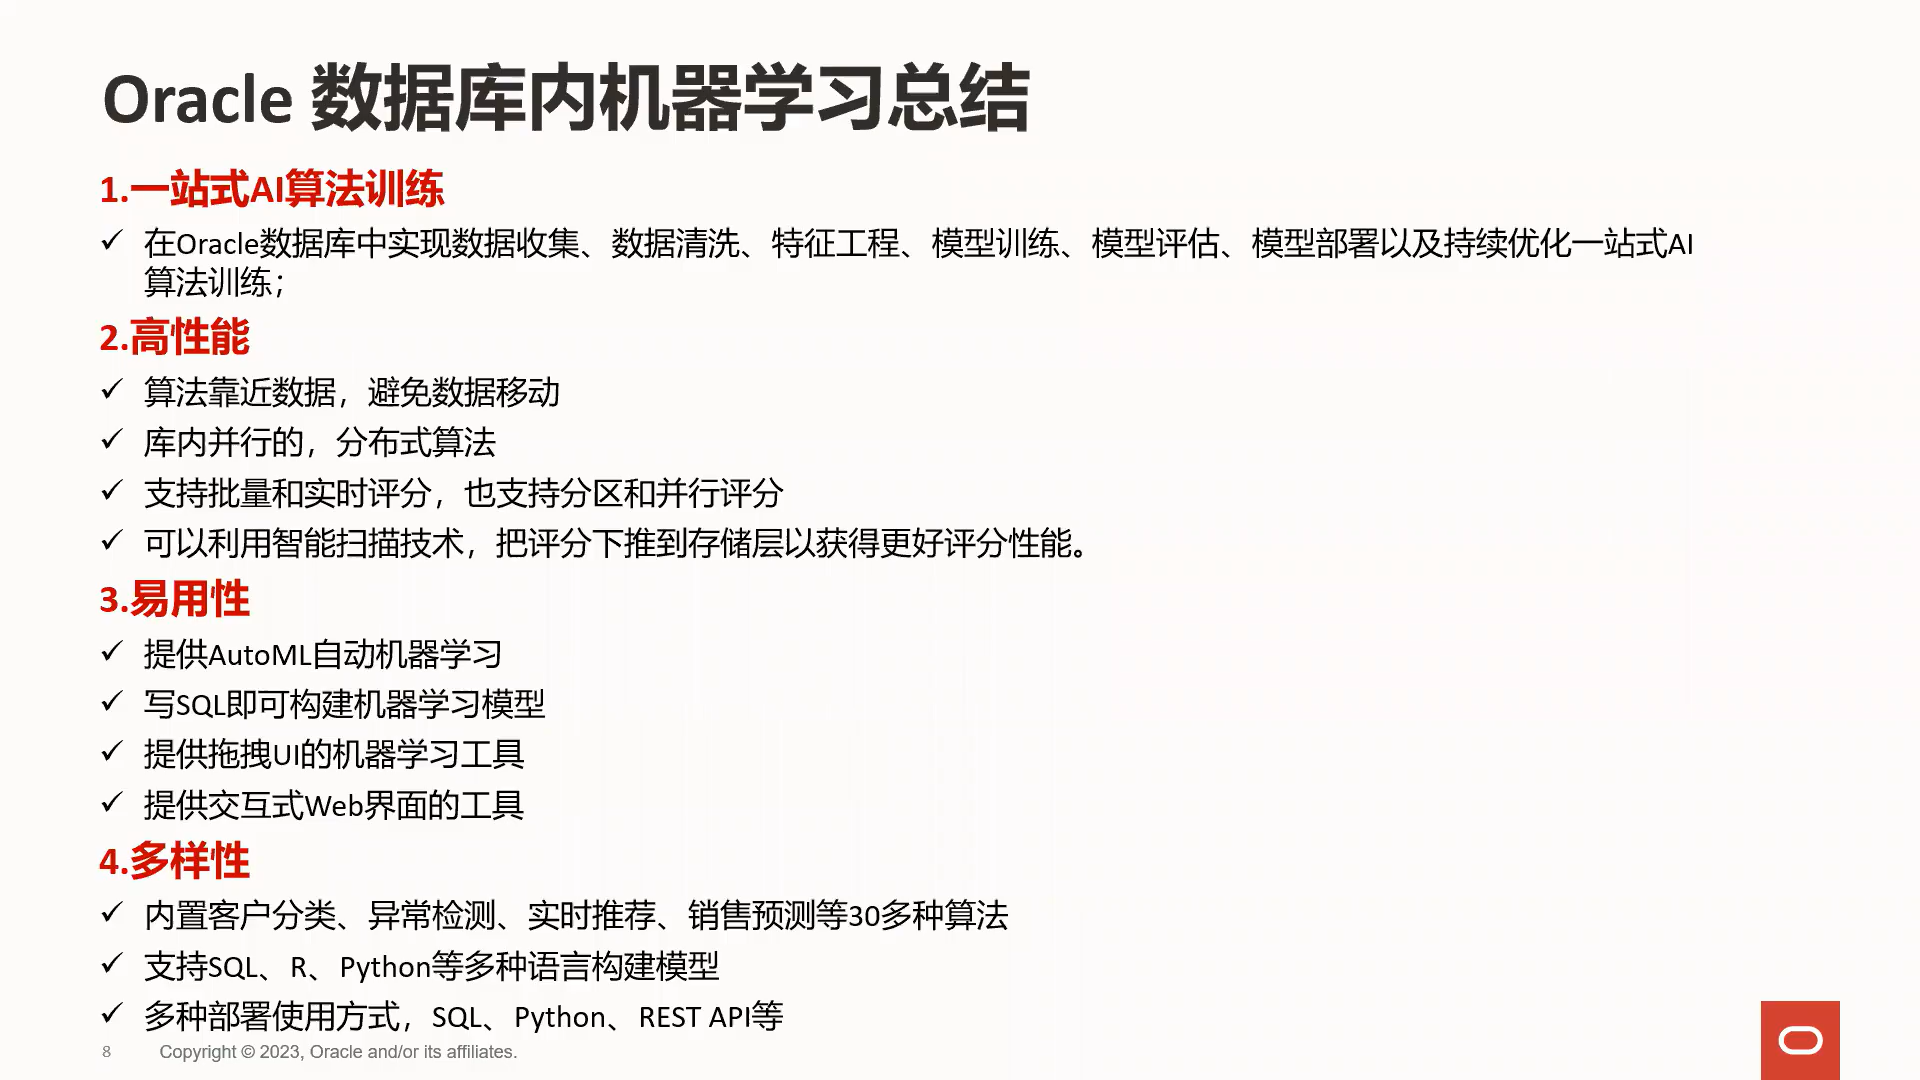 Oracle 数据库内机器学习总结
1.一站式AI算法训练
✓ 在Oracle数据库中实现数据收集、数据清洗、特征工程、模型训练、模型评估、模型部署以及持续优化一站式AI
算法训练；
2.高性能
✓ 算法靠近数据，避免数据移动
✓ 库内并行的，分布式算法
✓ 支持批量和实时评分，也支持分区和并行评分
✓ 可以利用智能扫描技术，把评分下推到存储层以获得更好评分性能。
3.易用性
✓ 提供AutoML自动机器学习
✓ 写SQL即可构建机器学习模型
✓ 提供拖拽UI的机器学习工具
✓ 提供交互式Web界面的工具
4.多样性
✓ 内置客户分类、异常检测、实时推荐、销售预测等30多种算法
✓ 支持SQL、R、Python等多种语言构建模型
✓ 多种部署使用方式，SQL、Python、REST API等
8 Copyright © 2023, Oracle and/or its affiliates.